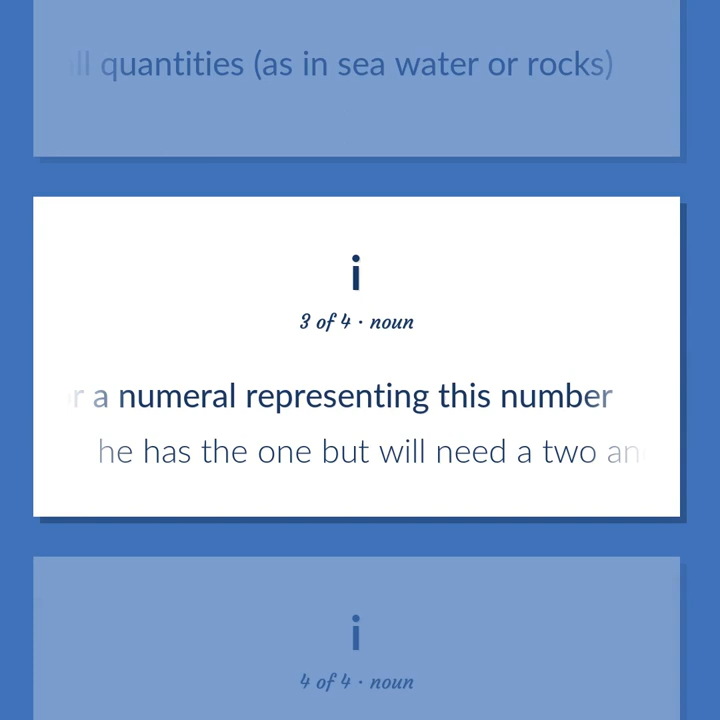 quantities (as in sea water or rocks)
i
3 of 4 · noun
a numeral representing this number
he has the one but will need a two
i
4 of 4 · noun